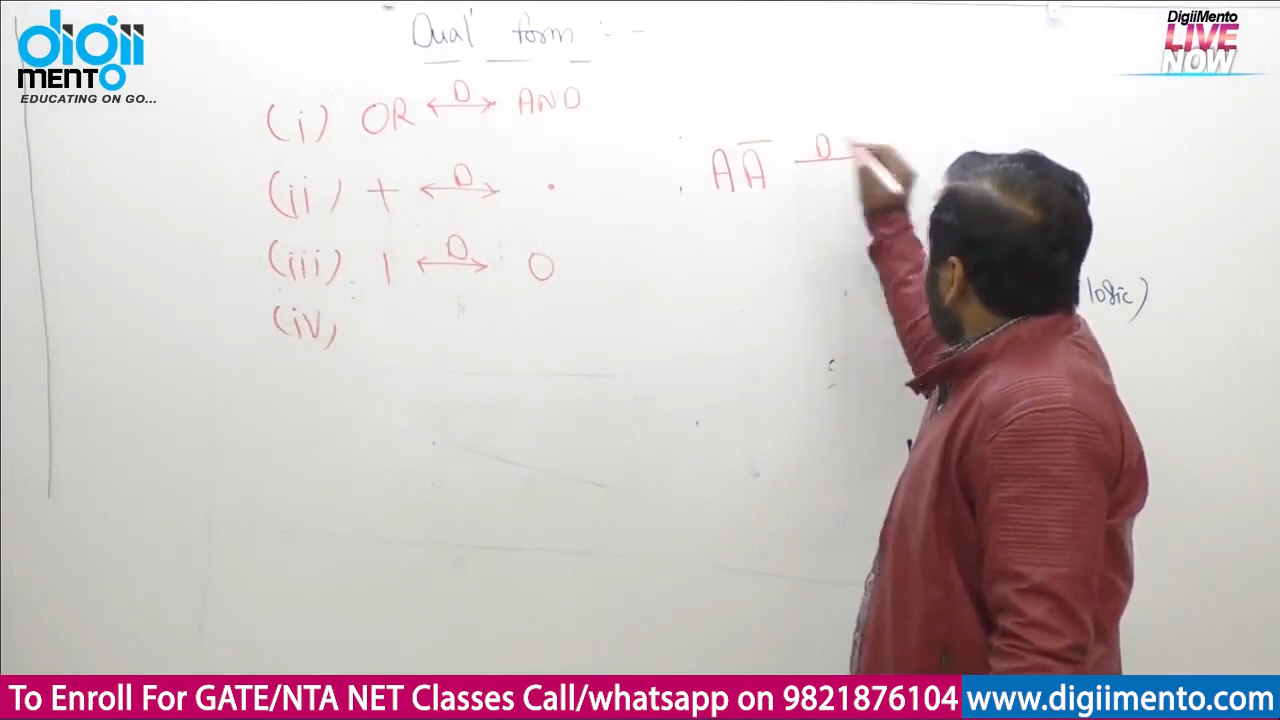 digii
mento
EDUCATING ON GO...
DigiiMento
LIVE
NOW
Dual form :-
(i) OR ⟷D AND
(ii) + ⟷D .
(iii) 1 ⟷D 0
(iv)
AA̅ D
logic)
To Enroll For GATE/NTA NET Classes Call/whatsapp on 9821876104
www.digiimento.com